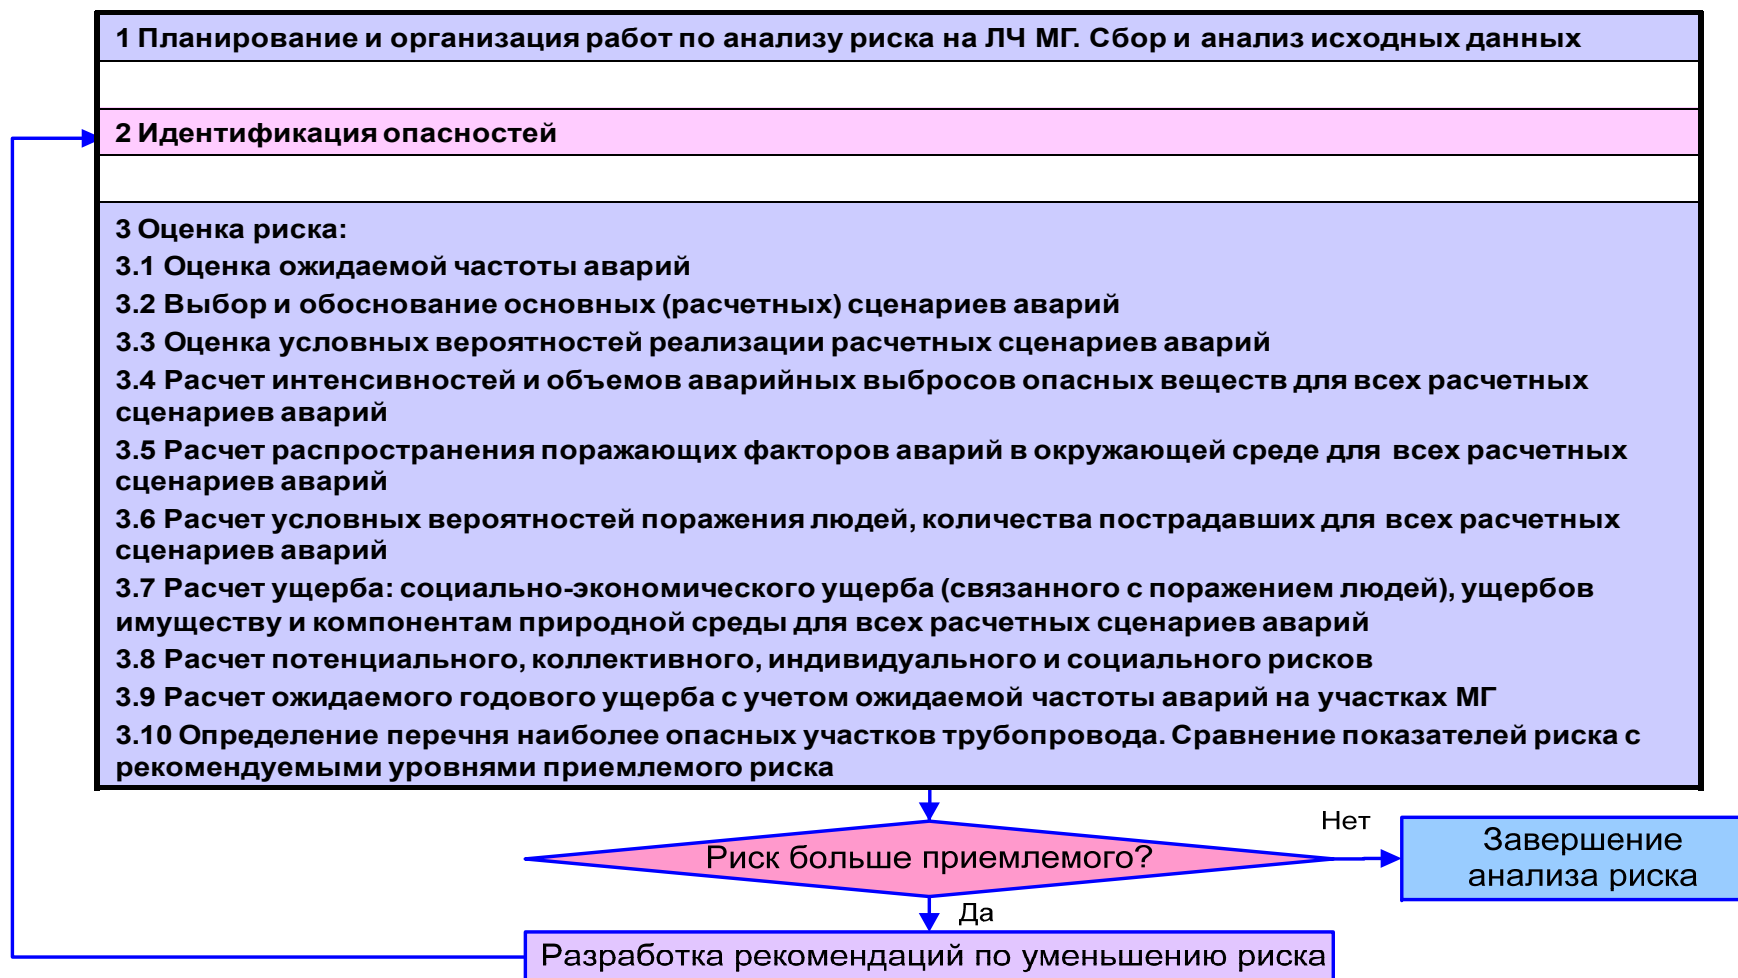 1 Планирование и организация работ по анализу риска на ЛЧ МГ. Сбор и анализ исходных данных
2 Идентификация опасностей
3 Оценка риска:
3.1 Оценка ожидаемой частоты аварий
3.2 Выбор и обоснование основных (расчетных) сценариев аварий
3.3 Оценка условных вероятностей реализации расчетных сценариев аварий
3.4 Расчет интенсивностей и объемов аварийных выбросов опасных веществ для всех расчетных
сценариев аварий
3.5 Расчет распространения поражающих факторов аварий в окружающей среде для всех расчетных
сценариев аварий
3.6 Расчет условных вероятностей поражения людей, количества пострадавших для всех расчетных
сценариев аварий
3.7 Расчет ущерба: социально-экономического ущерба (связанного с поражением людей), ущербов
имуществу и компонентам природной среды для всех расчетных сценариев аварий
3.8 Расчет потенциального, коллективного, индивидуального и социального рисков
3.9 Расчет ожидаемого годового ущерба с учетом ожидаемой частоты аварий на участках МГ
3.10 Определение перечня наиболее опасных участков трубопровода. Сравнение показателей риска с
рекомендуемыми уровнями приемлемого риска
Риск больше приемлемого?
Нет
Завершение
анализа риска
Да
Разработка рекомендаций по уменьшению риска